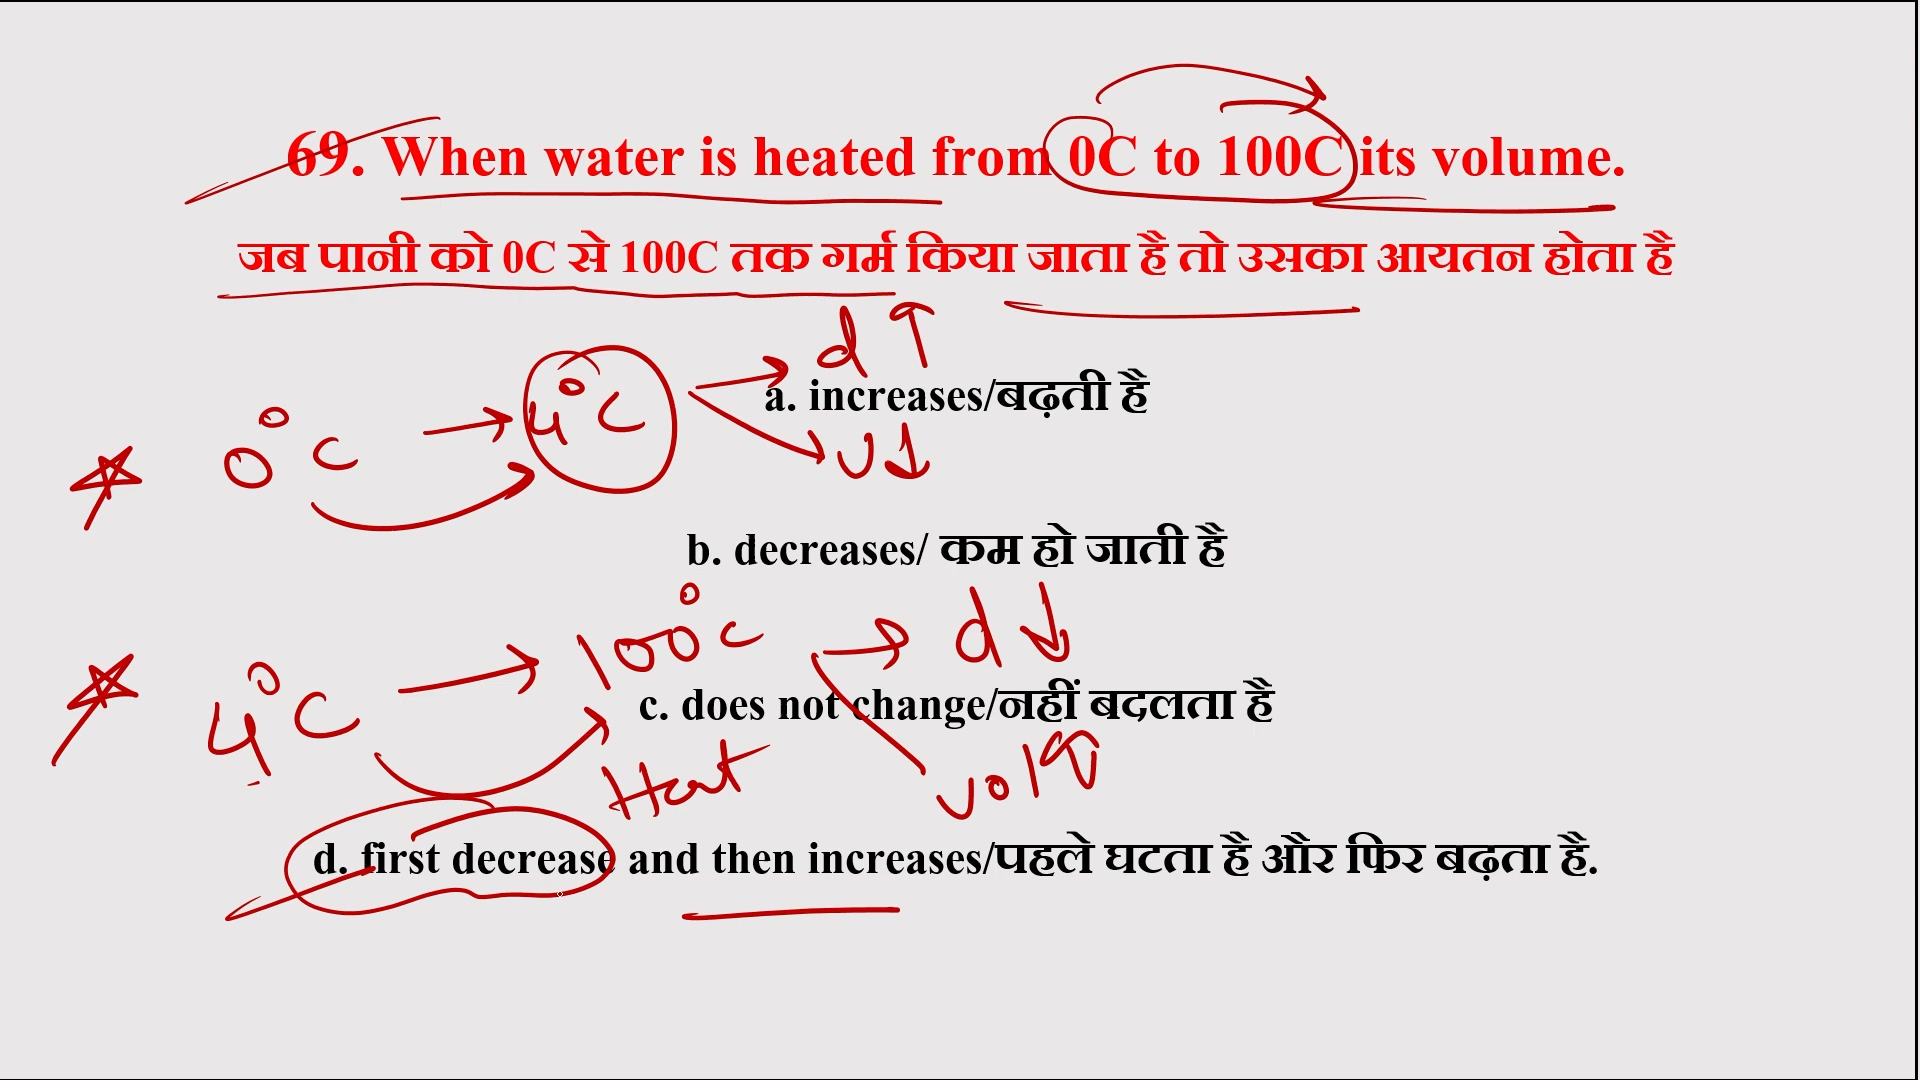 69. When water is heated from 0C to 100C its volume.
जब पानी को 0C से 100C तक गर्म किया जाता है तो उसका आयतन होता है
d ↑
a. increases/बढ़ती है
0°C → 4°C
v ↓
b. decreases/ कम हो जाती है
4°C → 100°C → d ↓
c. does not change/नहीं बदलता है
Heat
vol ↑
d. first decrease and then increases/पहले घटता है और फिर बढ़ता है.